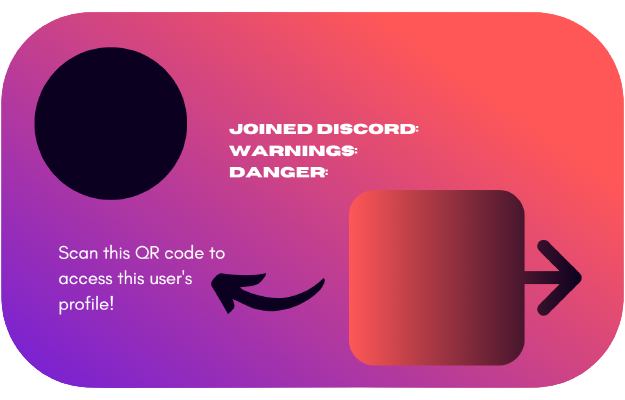 JOINED DISCORD:
WARNINGS:
DANGER:
Scan this QR code to
access this user's
profile!